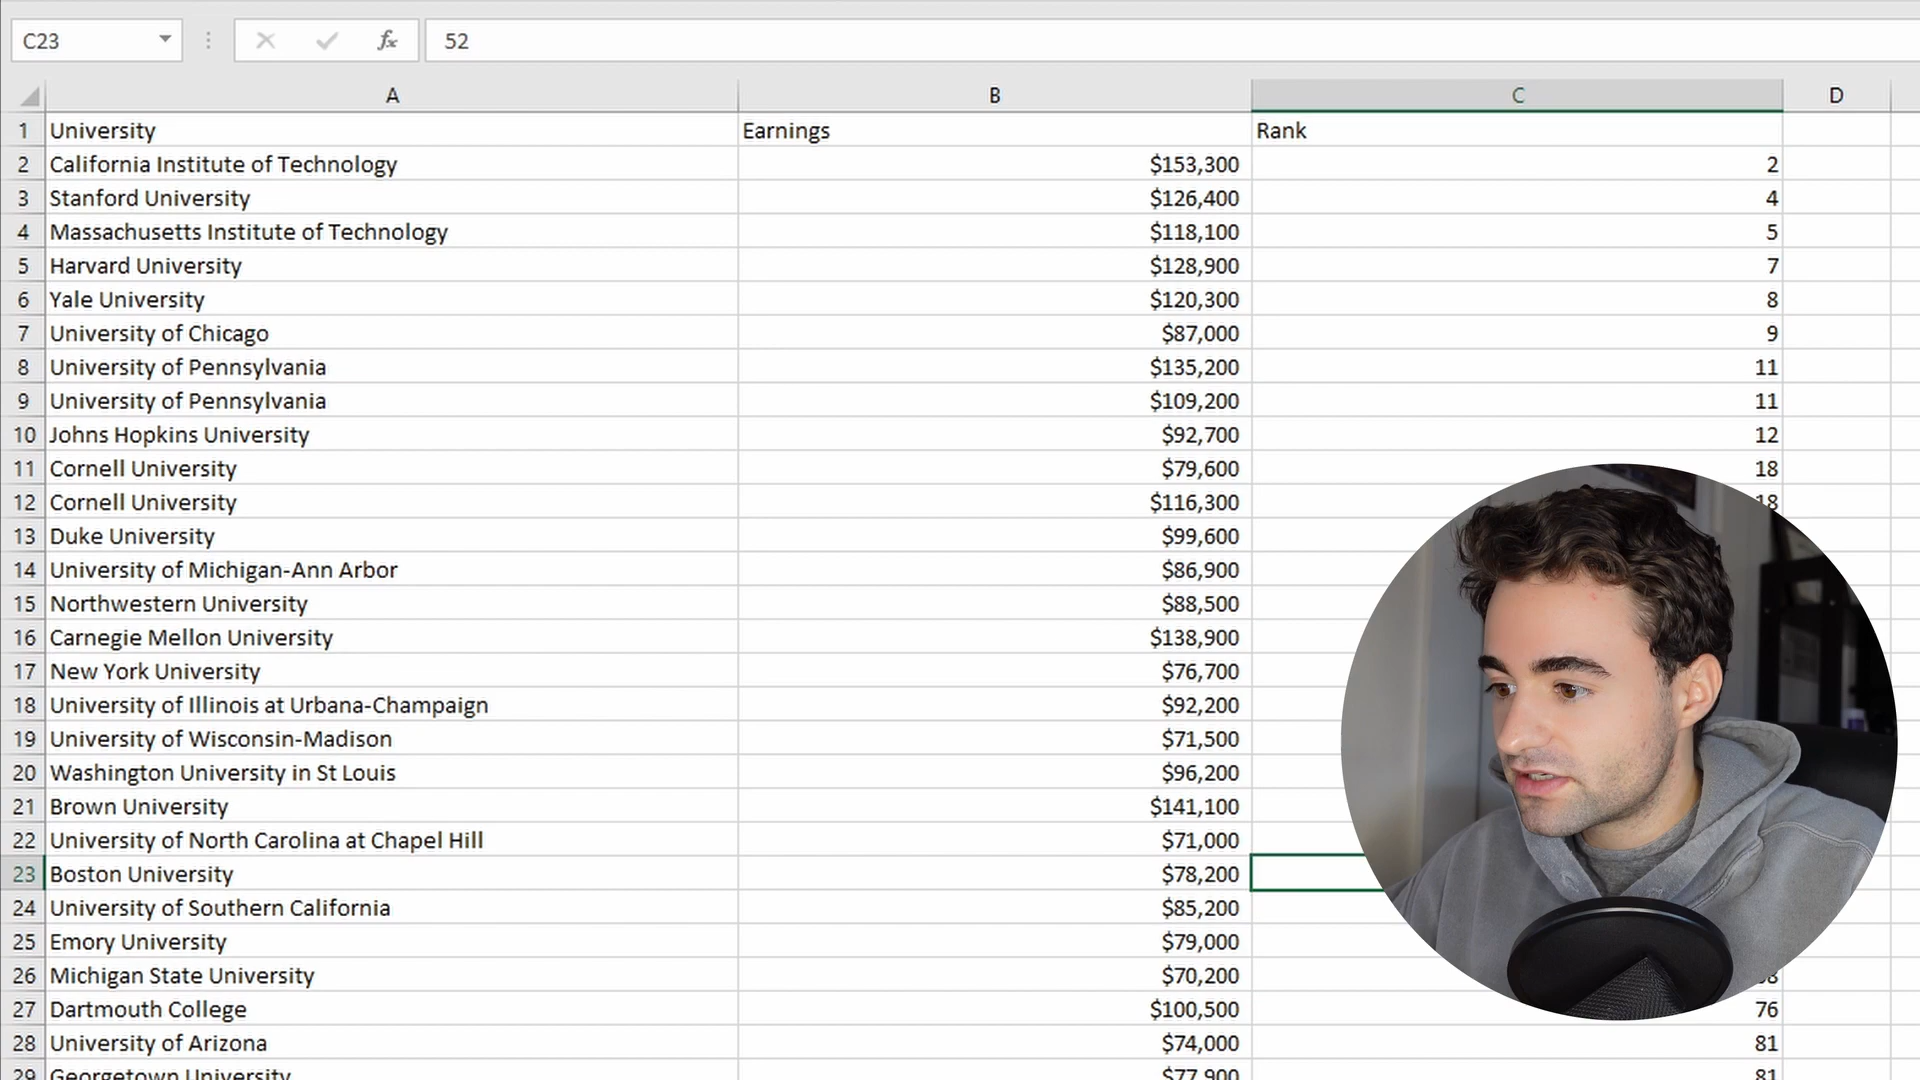 C23 fx 52
A B C D
1 University Earnings Rank
2 California Institute of Technology $153,300 2
3 Stanford University $126,400 4
4 Massachusetts Institute of Technology $118,100 5
5 Harvard University $128,900 7
6 Yale University $120,300 8
7 University of Chicago $87,000 9
8 University of Pennsylvania $135,200 11
9 University of Pennsylvania $109,200 11
10 Johns Hopkins University $92,700 12
11 Cornell University $79,600 18
12 Cornell University $116,300 18
13 Duke University $99,600
14 University of Michigan-Ann Arbor $86,900
15 Northwestern University $88,500
16 Carnegie Mellon University $138,900
17 New York University $76,700
18 University of Illinois at Urbana-Champaign $92,200
19 University of Wisconsin-Madison $71,500
20 Washington University in St Louis $96,200
21 Brown University $141,100
22 University of North Carolina at Chapel Hill $71,000
23 Boston University $78,200
24 University of Southern California $85,200
25 Emory University $79,000
26 Michigan State University $70,200
27 Dartmouth College $100,500 76
28 University of Arizona $74,000 81
29 Georgetown University $77,900 81